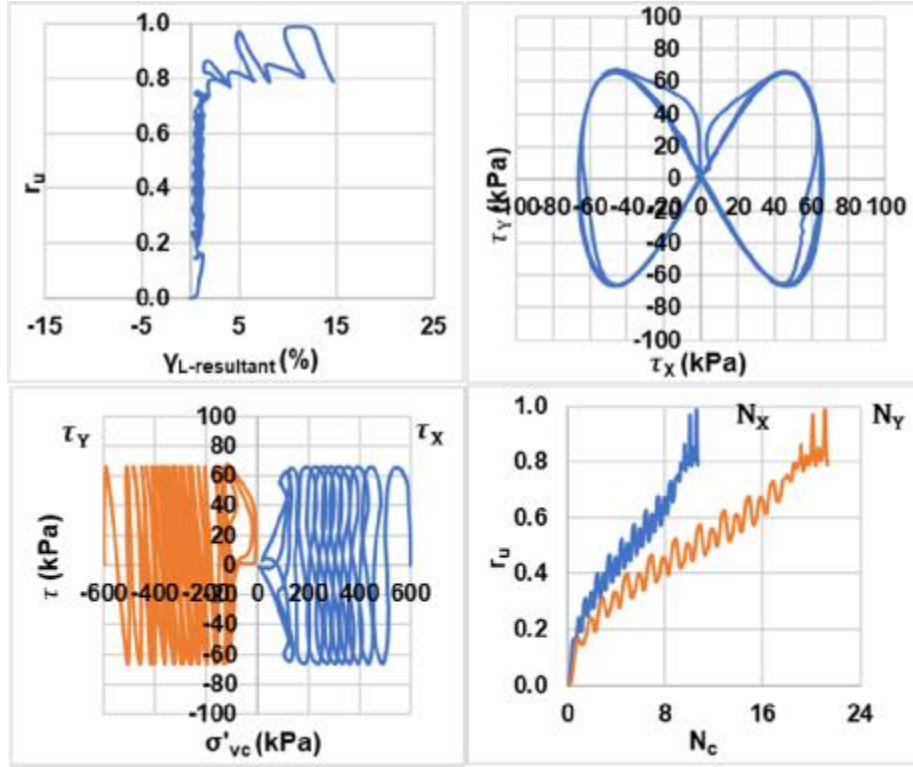 1.0
0.8
0.6
0.4
0.2
0.0
r_u
-15 -5 5 15 25
γ_L-resultant (%)
100
80
60
40
20
0
-20
-40
-60
-80
-100
τ_Y (kPa)
-100 -80 -60 -40 -20 0 20 40 60 80 100
τ_X (kPa)
τ_Y τ_X
100
80
60
40
20
0
-20
-40
-60
-80
-100
τ (kPa)
-600 -400 -200 0 200 400 600
σ'_vc (kPa)
N_X N_Y
1.0
0.8
0.6
0.4
0.2
0.0
r_u
0 8 16 24
N_c